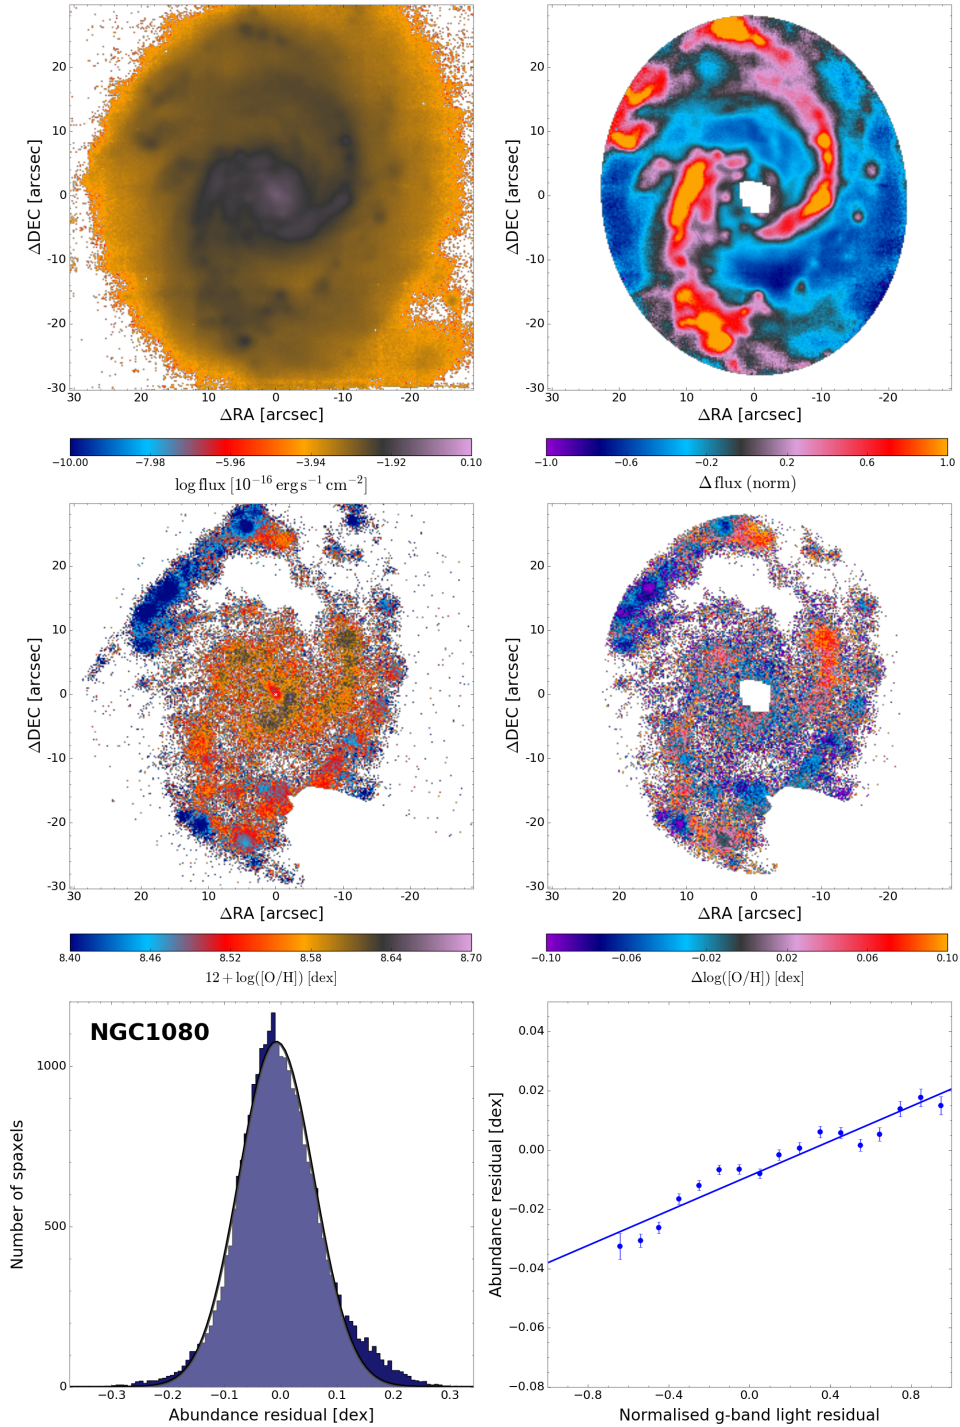 20
10
0
-10
-20
-30
ΔDEC [arcsec]
30 20 10 0 -10 -20
ΔRA [arcsec]
20
10
0
-10
-20
-30
ΔDEC [arcsec]
30 20 10 0 -10 -20
ΔRA [arcsec]
−10.00 −7.98 −5.96 −3.94 −1.92 0.10
log flux [10⁻¹⁶ erg s⁻¹ cm⁻²]
−1.0 −0.6 −0.2 0.2 0.6 1.0
Δ flux (norm)
20
10
0
-10
-20
-30
ΔDEC [arcsec]
30 20 10 0 -10 -20
ΔRA [arcsec]
20
10
0
-10
-20
-30
ΔDEC [arcsec]
30 20 10 0 -10 -20
ΔRA [arcsec]
8.40 8.46 8.52 8.58 8.64 8.70
12 + log([O/H]) [dex]
−0.10 −0.06 −0.02 0.02 0.06 0.10
Δlog([O/H]) [dex]
NGC1080
1000
500
0
Number of spaxels
−0.3 −0.2 −0.1 0.0 0.1 0.2 0.3
Abundance residual [dex]
0.04
0.02
0.00
−0.02
−0.04
−0.06
−0.08
Abundance residual [dex]
−0.8 −0.4 0.0 0.4 0.8
Normalised g-band light residual